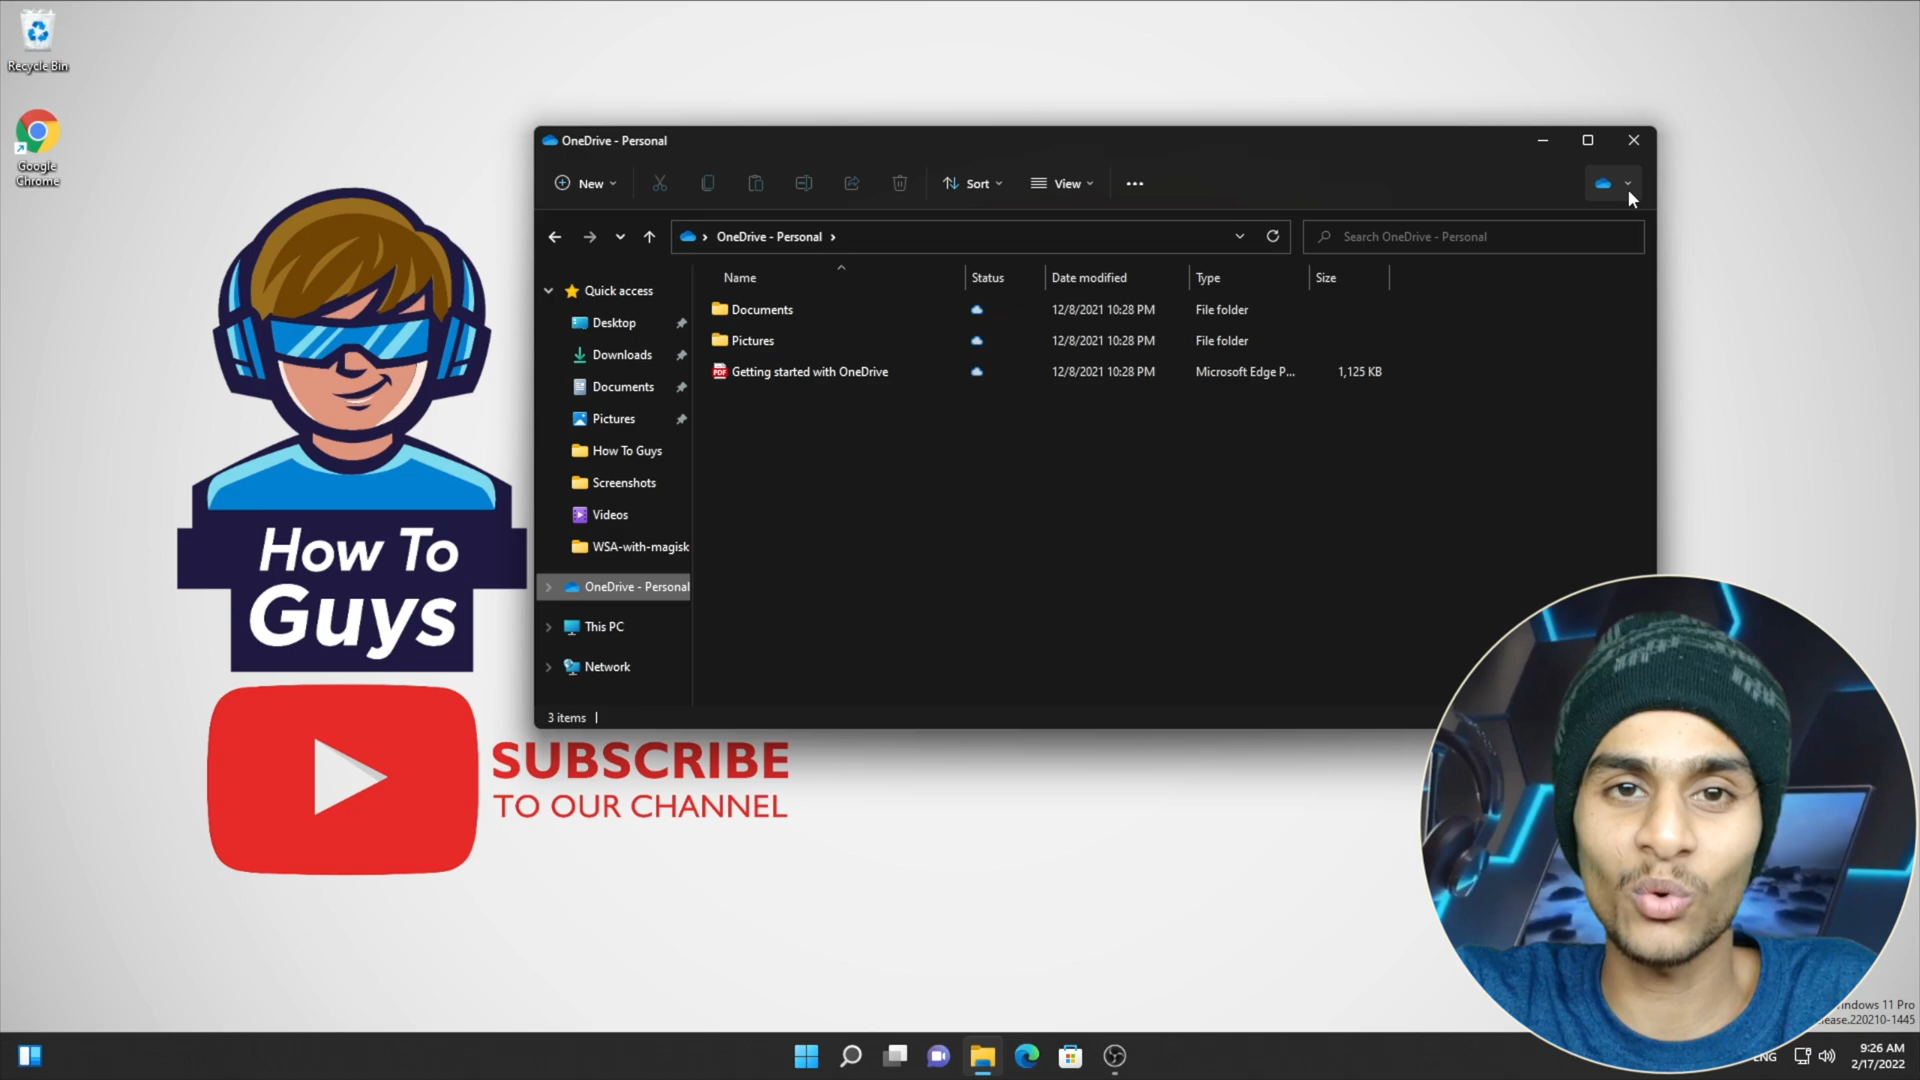 Recycle Bin
Google
Chrome
OneDrive - Personal
New
Sort
View
OneDrive - Personal
Search OneDrive - Personal
Name
Status
Date modified
Type
Size
Quick access
Desktop
Downloads
Documents
Pictures
How To Guys
Screenshots
Videos
WSA-with-magisk
OneDrive - Personal
This PC
Network
Documents
12/8/2021 10:28 PM
File folder
Pictures
12/8/2021 10:28 PM
File folder
PDF
Getting started with OneDrive
12/8/2021 10:28 PM
Microsoft Edge P...
1,125 KB
3 items
How To
Guys
SUBSCRIBE
TO OUR CHANNEL
indows 11 Pro
ease.220210-1445
ENG
9:26 AM
2/17/2022